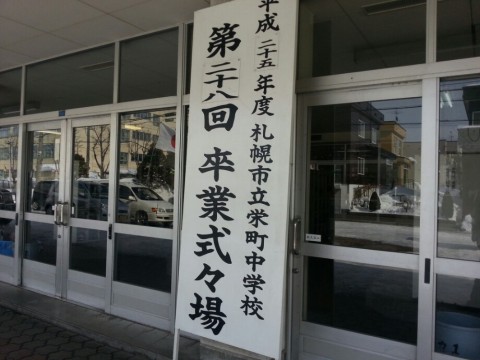 平成二十五年度 札幌市立栄町中学校
第二十八回 卒業式々場